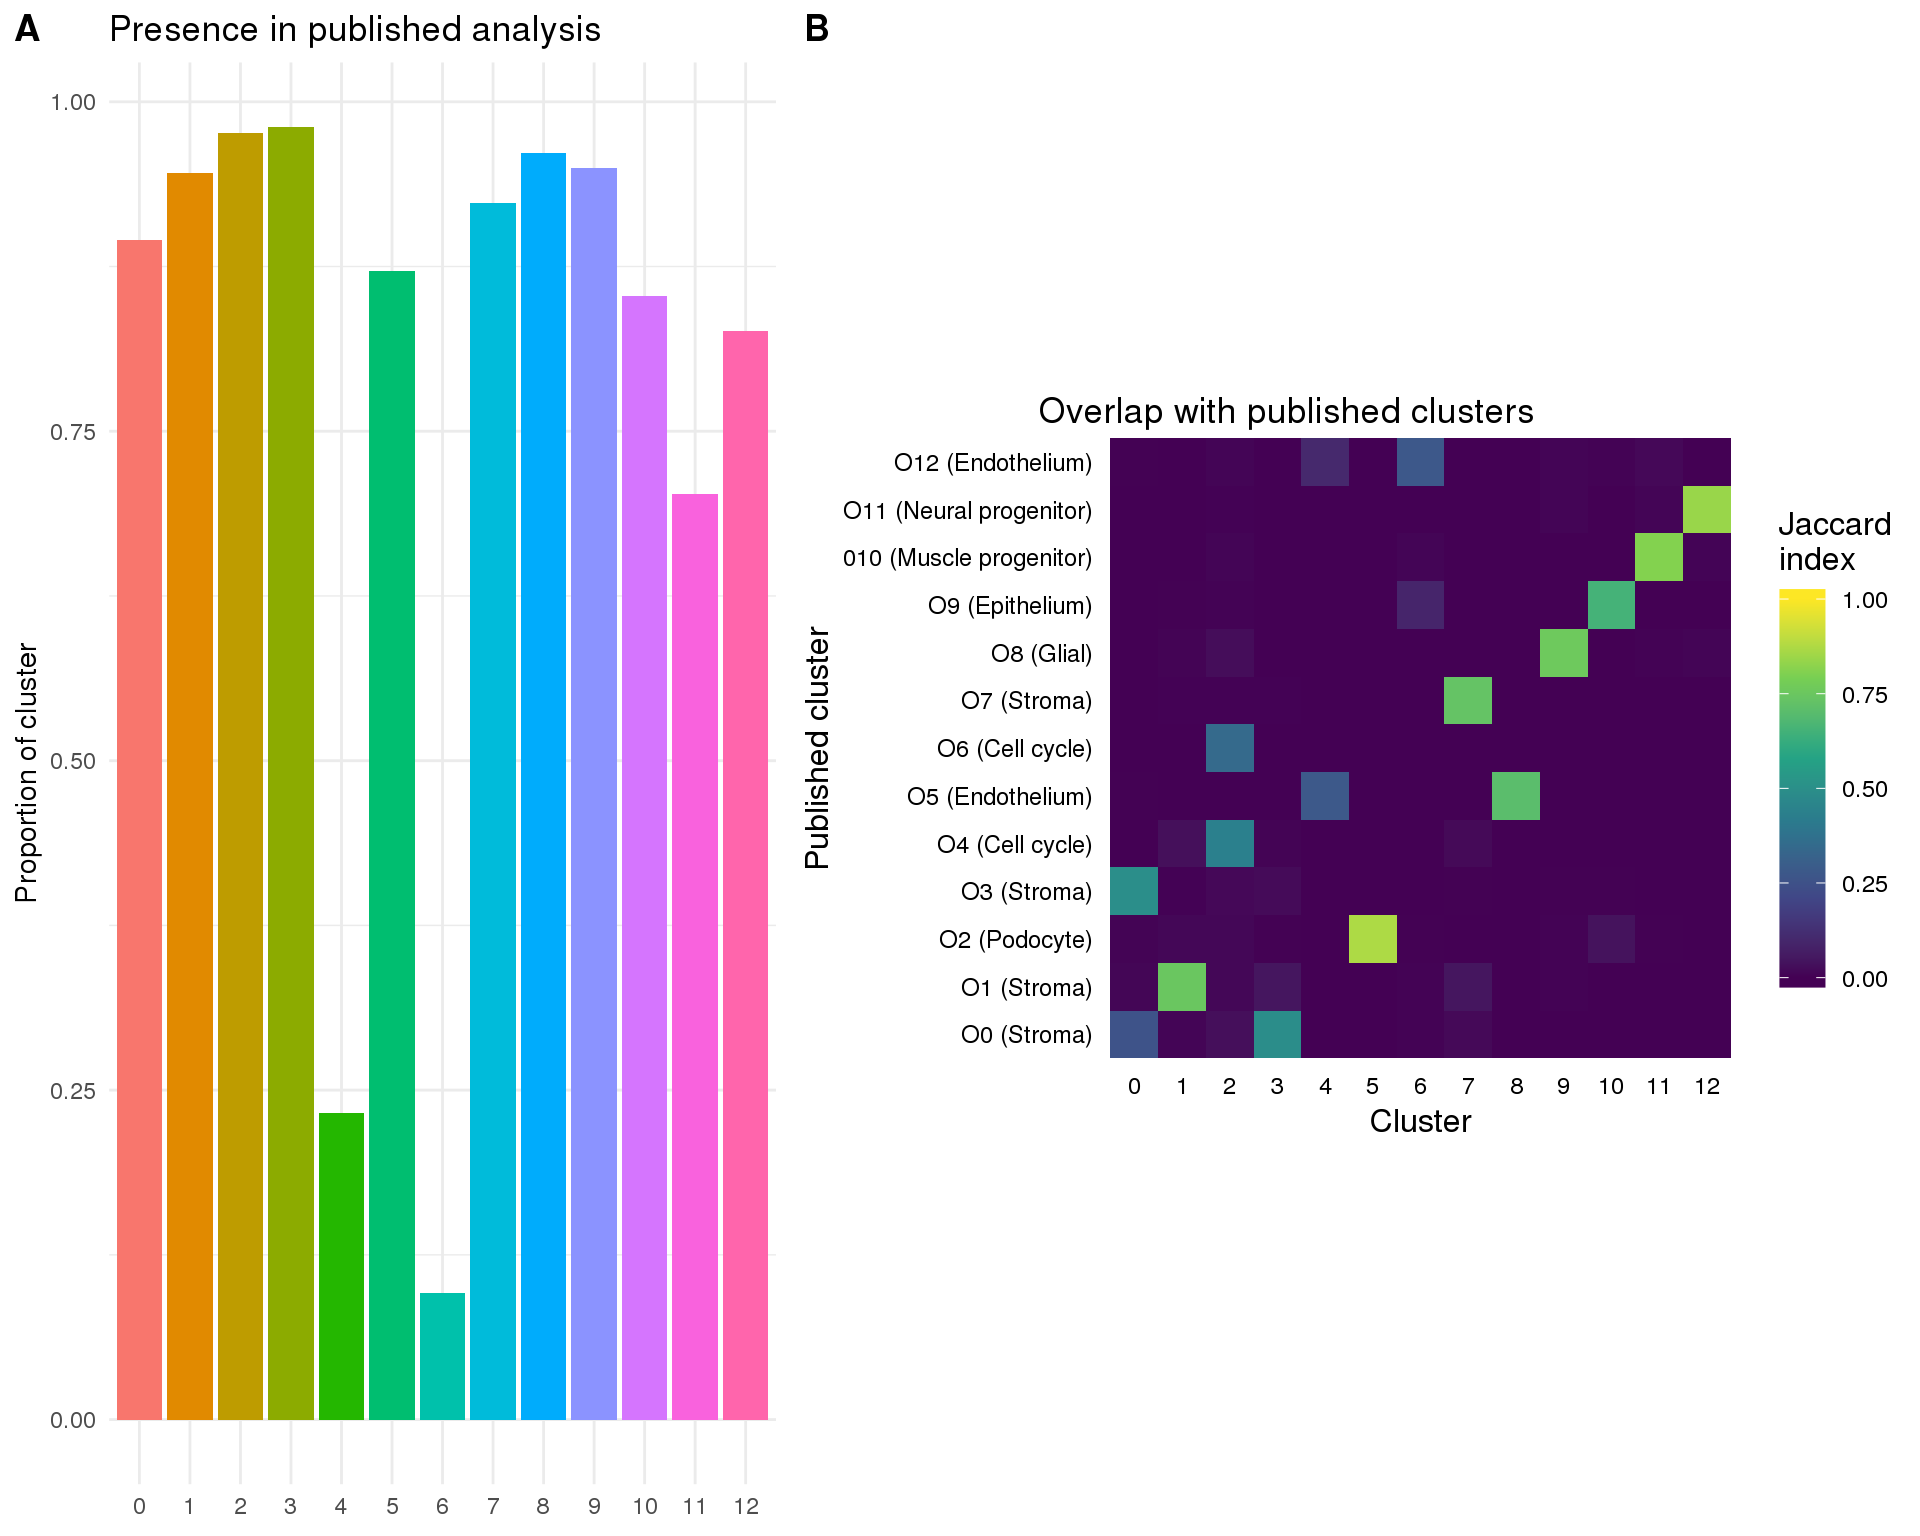 A
Presence in published analysis
1.00
0.75
0.50
0.25
0.00
Proportion of cluster
0 1 2 3 4 5 6 7 8 9 10 11 12
B
Overlap with published clusters
O12 (Endothelium)
O11 (Neural progenitor)
010 (Muscle progenitor)
O9 (Epithelium)
O8 (Glial)
O7 (Stroma)
O6 (Cell cycle)
O5 (Endothelium)
O4 (Cell cycle)
O3 (Stroma)
O2 (Podocyte)
O1 (Stroma)
O0 (Stroma)
Published cluster
0 1 2 3 4 5 6 7 8 9 10 11 12
Cluster
Jaccard
index
1.00
0.75
0.50
0.25
0.00